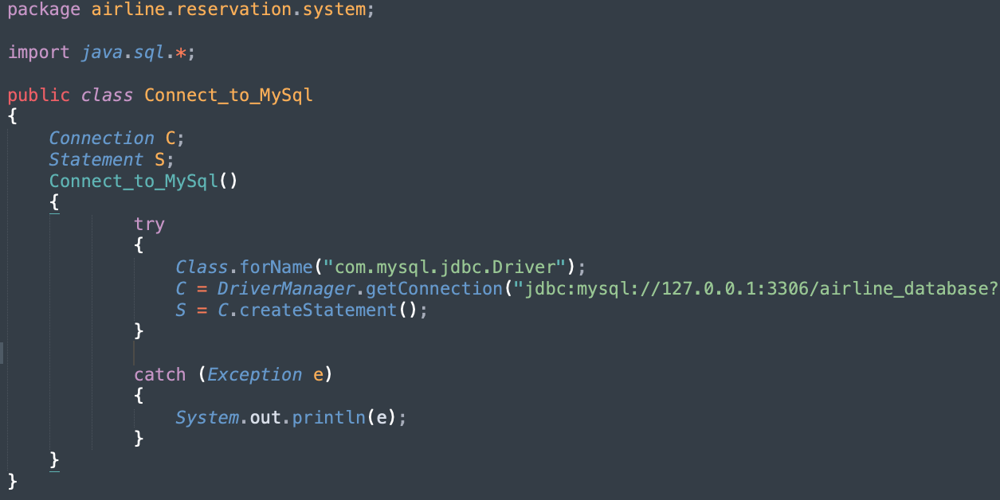 package airline.reservation.system;
import java.sql.*;
public class Connect_to_MySql
{
Connection C;
Statement S;
Connect_to_MySql()
{
try
{
Class.forName("com.mysql.jdbc.Driver");
C = DriverManager.getConnection("jdbc:mysql://127.0.0.1:3306/airline_database?
S = C.createStatement();
}
catch (Exception e)
{
System.out.println(e);
}
}
}